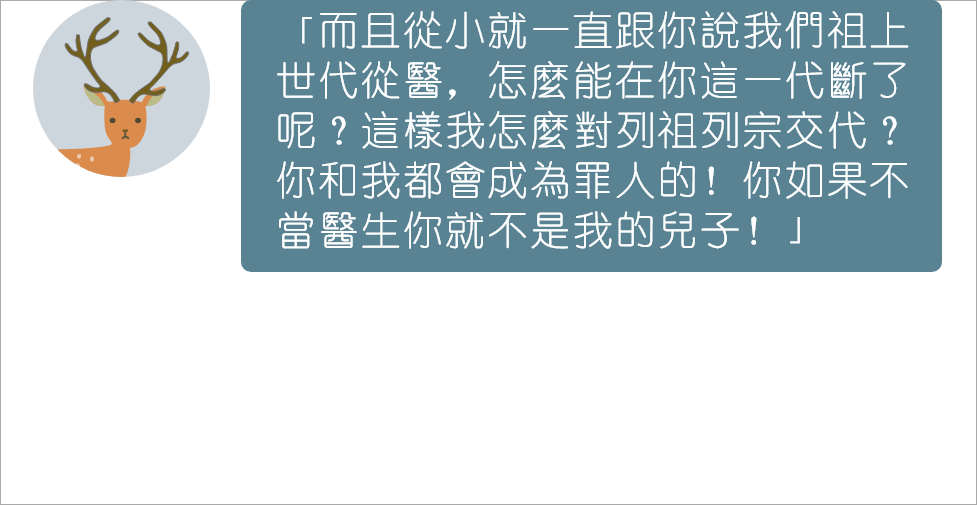 「而且從小就一直跟你說我們祖上
世代從醫，怎麼能在你這一代斷了
呢？這樣我怎麼對列祖列宗交代？
你和我都會成為罪人的！你如果不
當醫生你就不是我的兒子！」